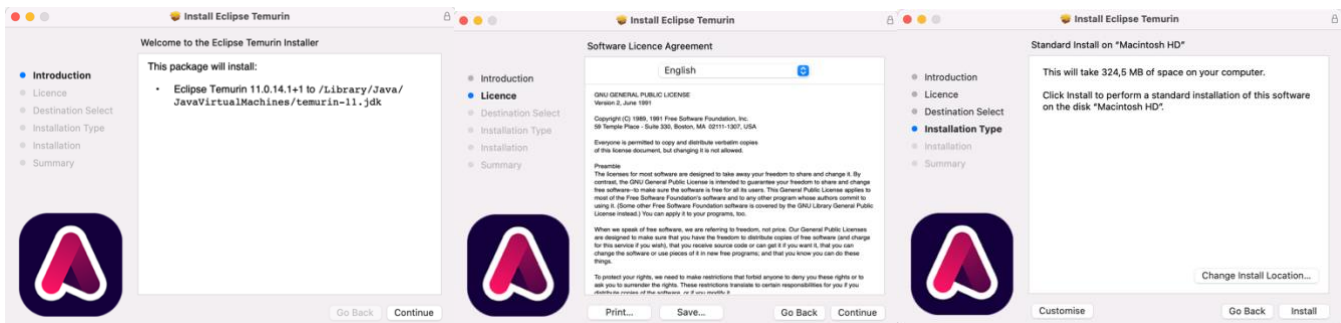 Install Eclipse Temurin
Welcome to the Eclipse Temurin Installer
Introduction
Licence
Destination Select
Installation Type
Installation
Summary
This package will install:
• Eclipse Temurin 11.0.14.1+1 to /Library/Java/
JavaVirtualMachines/temurin-11.jdk
Go Back
Continue
Install Eclipse Temurin
Software Licence Agreement
Introduction
Licence
Destination Select
Installation Type
Installation
Summary
English
GNU GENERAL PUBLIC LICENSE
Version 2, June 1991
Copyright (C) 1989, 1991 Free Software Foundation, Inc.
59 Temple Place - Suite 330, Boston, MA 02111-1307, USA
Everyone is permitted to copy and distribute verbatim copies
of this license document, but changing it is not allowed.
Preamble
The licenses for most software are designed to take away your freedom to share and change it. By
contrast, the GNU General Public License is intended to guarantee your freedom to share and change
free software--to make sure the software is free for all its users. This General Public License applies to
most of the Free Software Foundation's software and to any other program whose authors commit to
using it. (Some other Free Software Foundation software is covered by the GNU Library General Public
License instead.) You can apply it to your programs, too.
When we speak of free software, we are referring to freedom, not price. Our General Public Licenses
are designed to make sure that you have the freedom to distribute copies of free software (and charge
for this service if you wish), that you receive source code or can get it if you want it, that you can
change the software or use pieces of it in new free programs; and that you know you can do these
things.
To protect your rights, we need to make restrictions that forbid anyone to deny you these rights or to
ask you to surrender the rights. These restrictions translate to certain responsibilities for you if you
distribute copies of the software, or if you modify it.
Print...
Save...
Go Back
Continue
Install Eclipse Temurin
Standard Install on "Macintosh HD"
Introduction
Licence
Destination Select
Installation Type
Installation
Summary
This will take 324,5 MB of space on your computer.
Click Install to perform a standard installation of this software
on the disk "Macintosh HD".
Change Install Location...
Customise
Go Back
Install